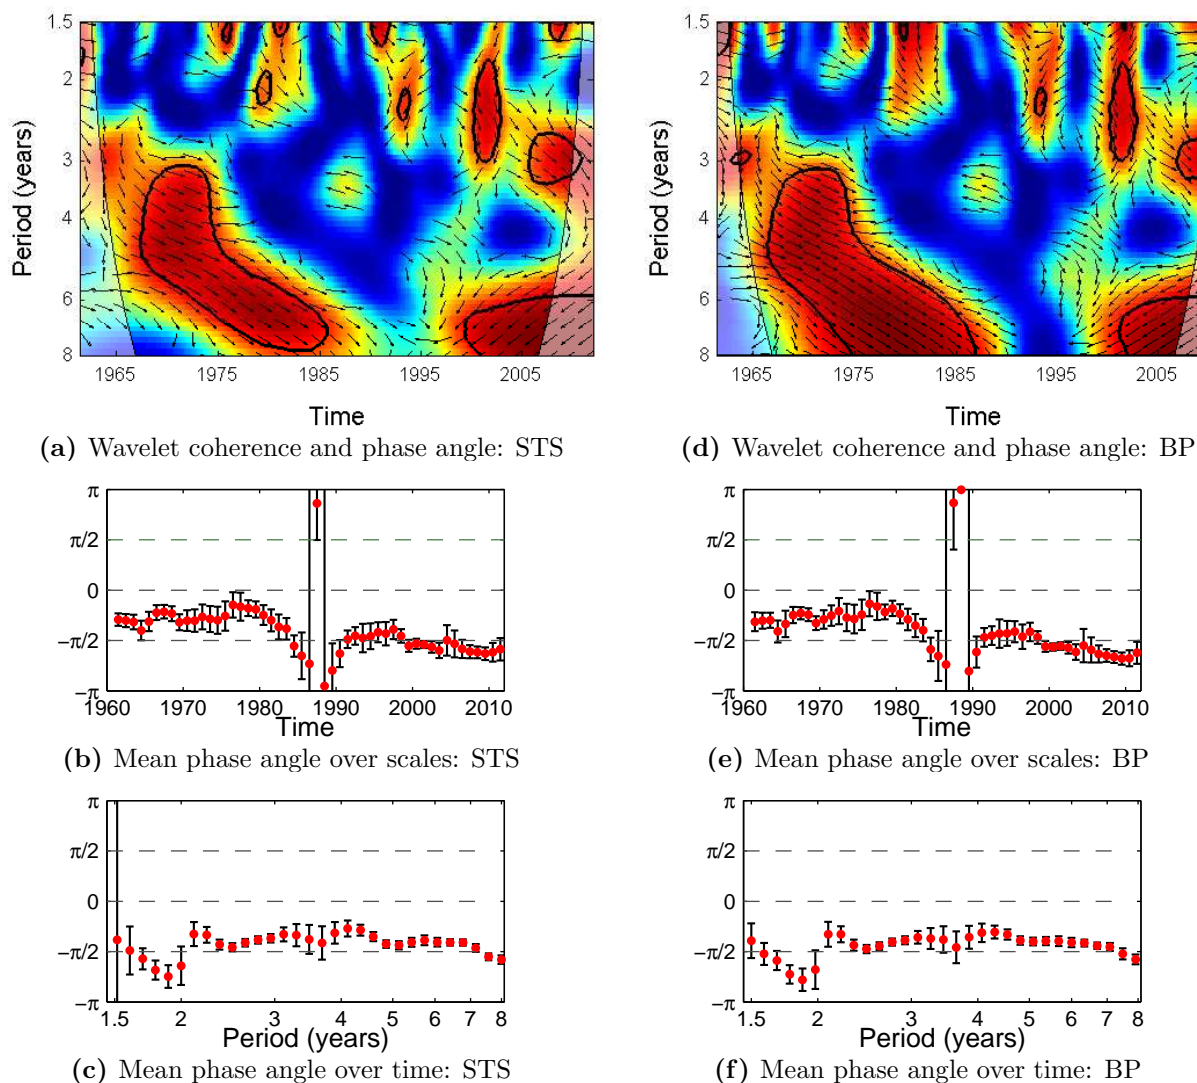 1.5
2
3
4
6
8
Period (years)
1965 1975 1985 1995 2005
Time
(a) Wavelet coherence and phase angle: STS
1.5
2
3
4
6
8
Period (years)
1965 1975 1985 1995 2005
Time
(d) Wavelet coherence and phase angle: BP
π
π/2
0
−π/2
−π
1960 1970 1980 1990 2000 2010
Time
(b) Mean phase angle over scales: STS
π
π/2
0
−π/2
−π
1960 1970 1980 1990 2000 2010
Time
(e) Mean phase angle over scales: BP
π
π/2
0
−π/2
−π
1.5 2 3 4 5 6 7 8
Period (years)
(c) Mean phase angle over time: STS
π
π/2
0
−π/2
−π
1.5 2 3 4 5 6 7 8
Period (years)
(f) Mean phase angle over time: BP